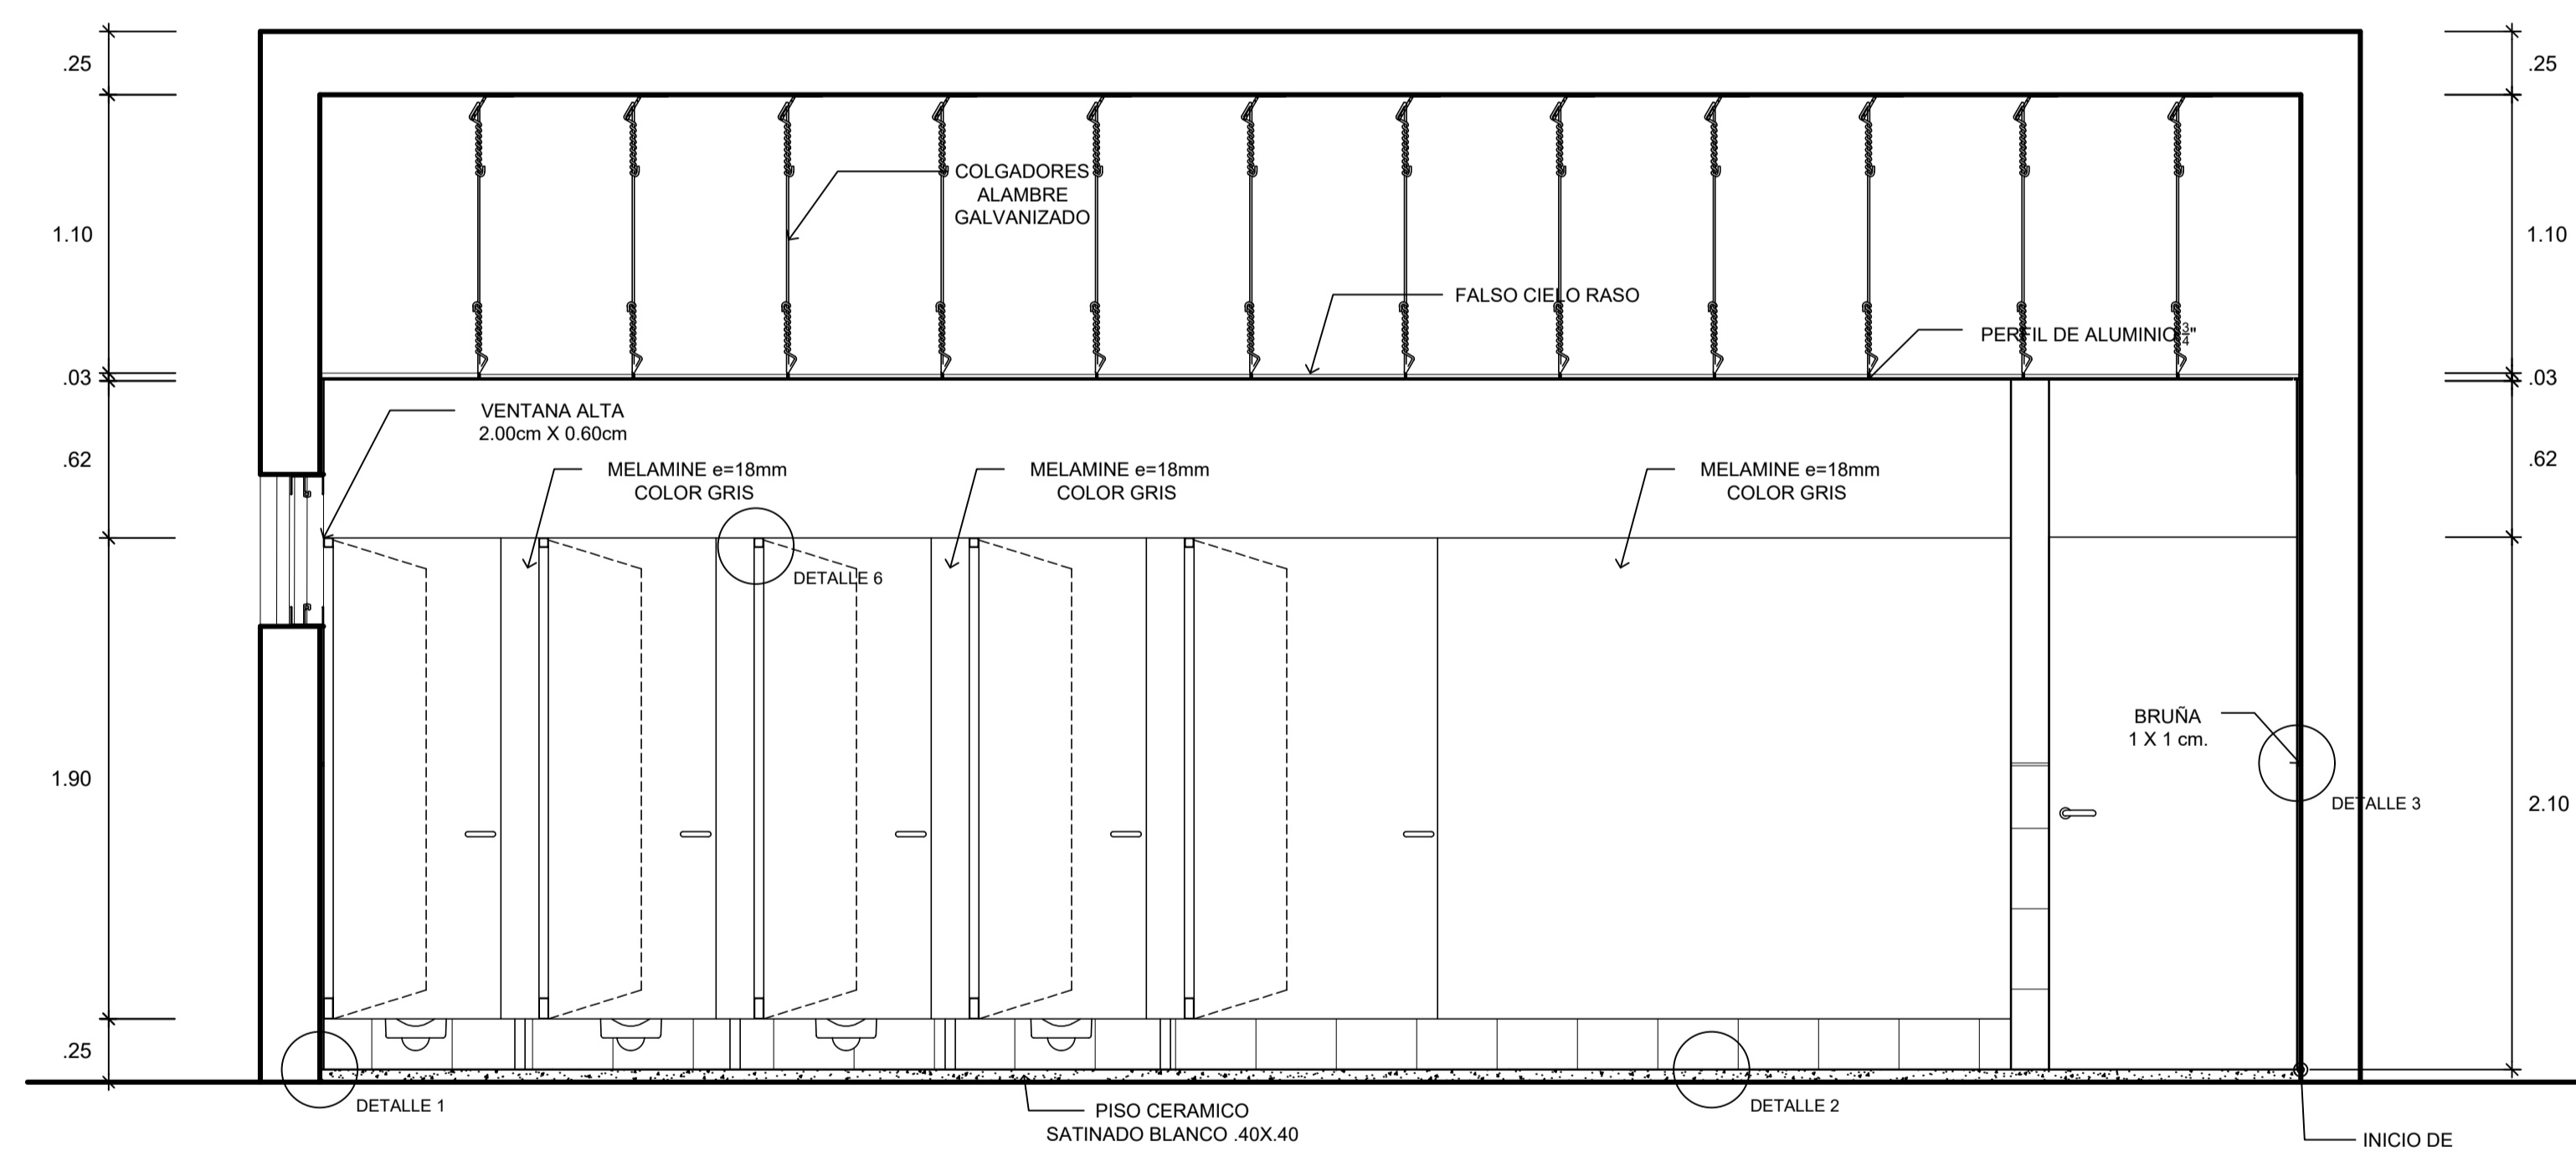 .25
.25
COLGADORES
ALAMBRE
GALVANIZADO
1.10
1.10
FALSO CIELO RASO
PERFIL DE ALUMINIO 3/4"
.03
.03
VENTANA ALTA
2.00cm X 0.60cm
.62
.62
MELAMINE e=18mm
COLOR GRIS
MELAMINE e=18mm
COLOR GRIS
MELAMINE e=18mm
COLOR GRIS
DETALLE 6
BRUÑA
1 X 1 cm.
1.90
DETALLE 3
2.10
.25
DETALLE 1
PISO CERAMICO
SATINADO BLANCO .40X.40
DETALLE 2
INICIO DE